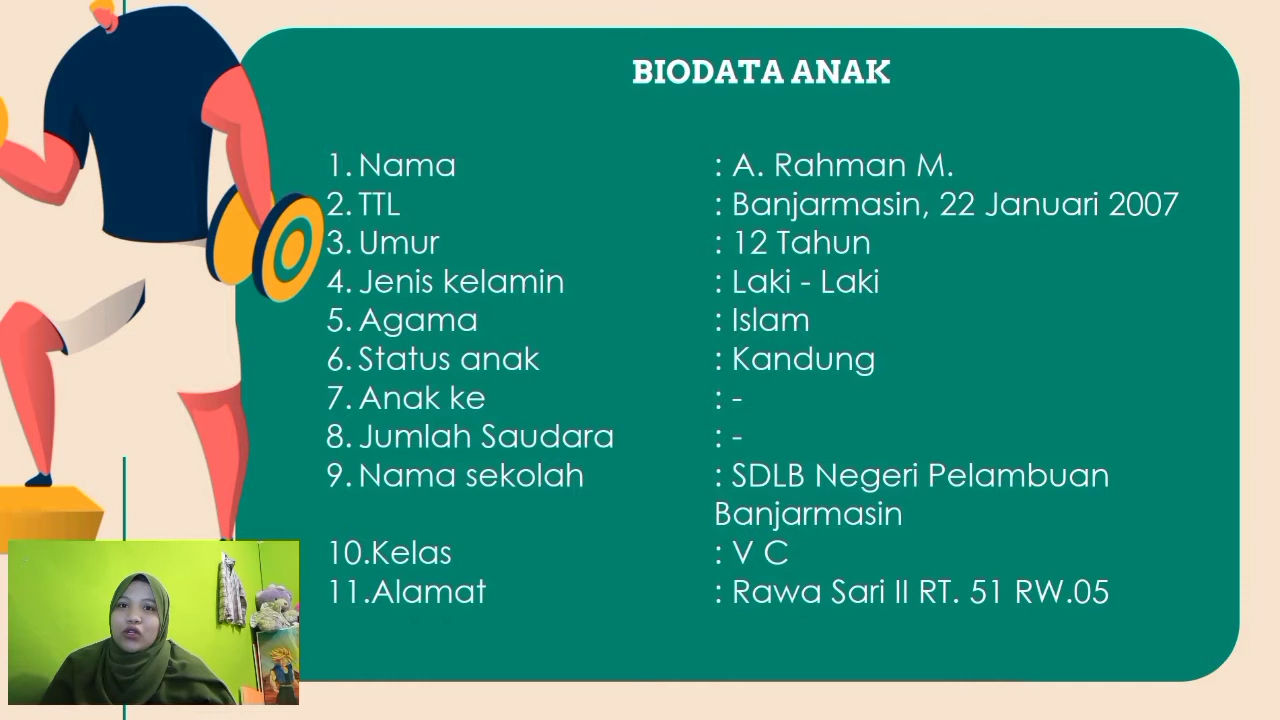 BIODATA ANAK
1. Nama : A. Rahman M.
2. TTL : Banjarmasin, 22 Januari 2007
3. Umur : 12 Tahun
4. Jenis kelamin : Laki - Laki
5. Agama : Islam
6. Status anak : Kandung
7. Anak ke : -
8. Jumlah Saudara : -
9. Nama sekolah : SDLB Negeri Pelambuan
Banjarmasin
10.Kelas : V C
11.Alamat : Rawa Sari II RT. 51 RW.05